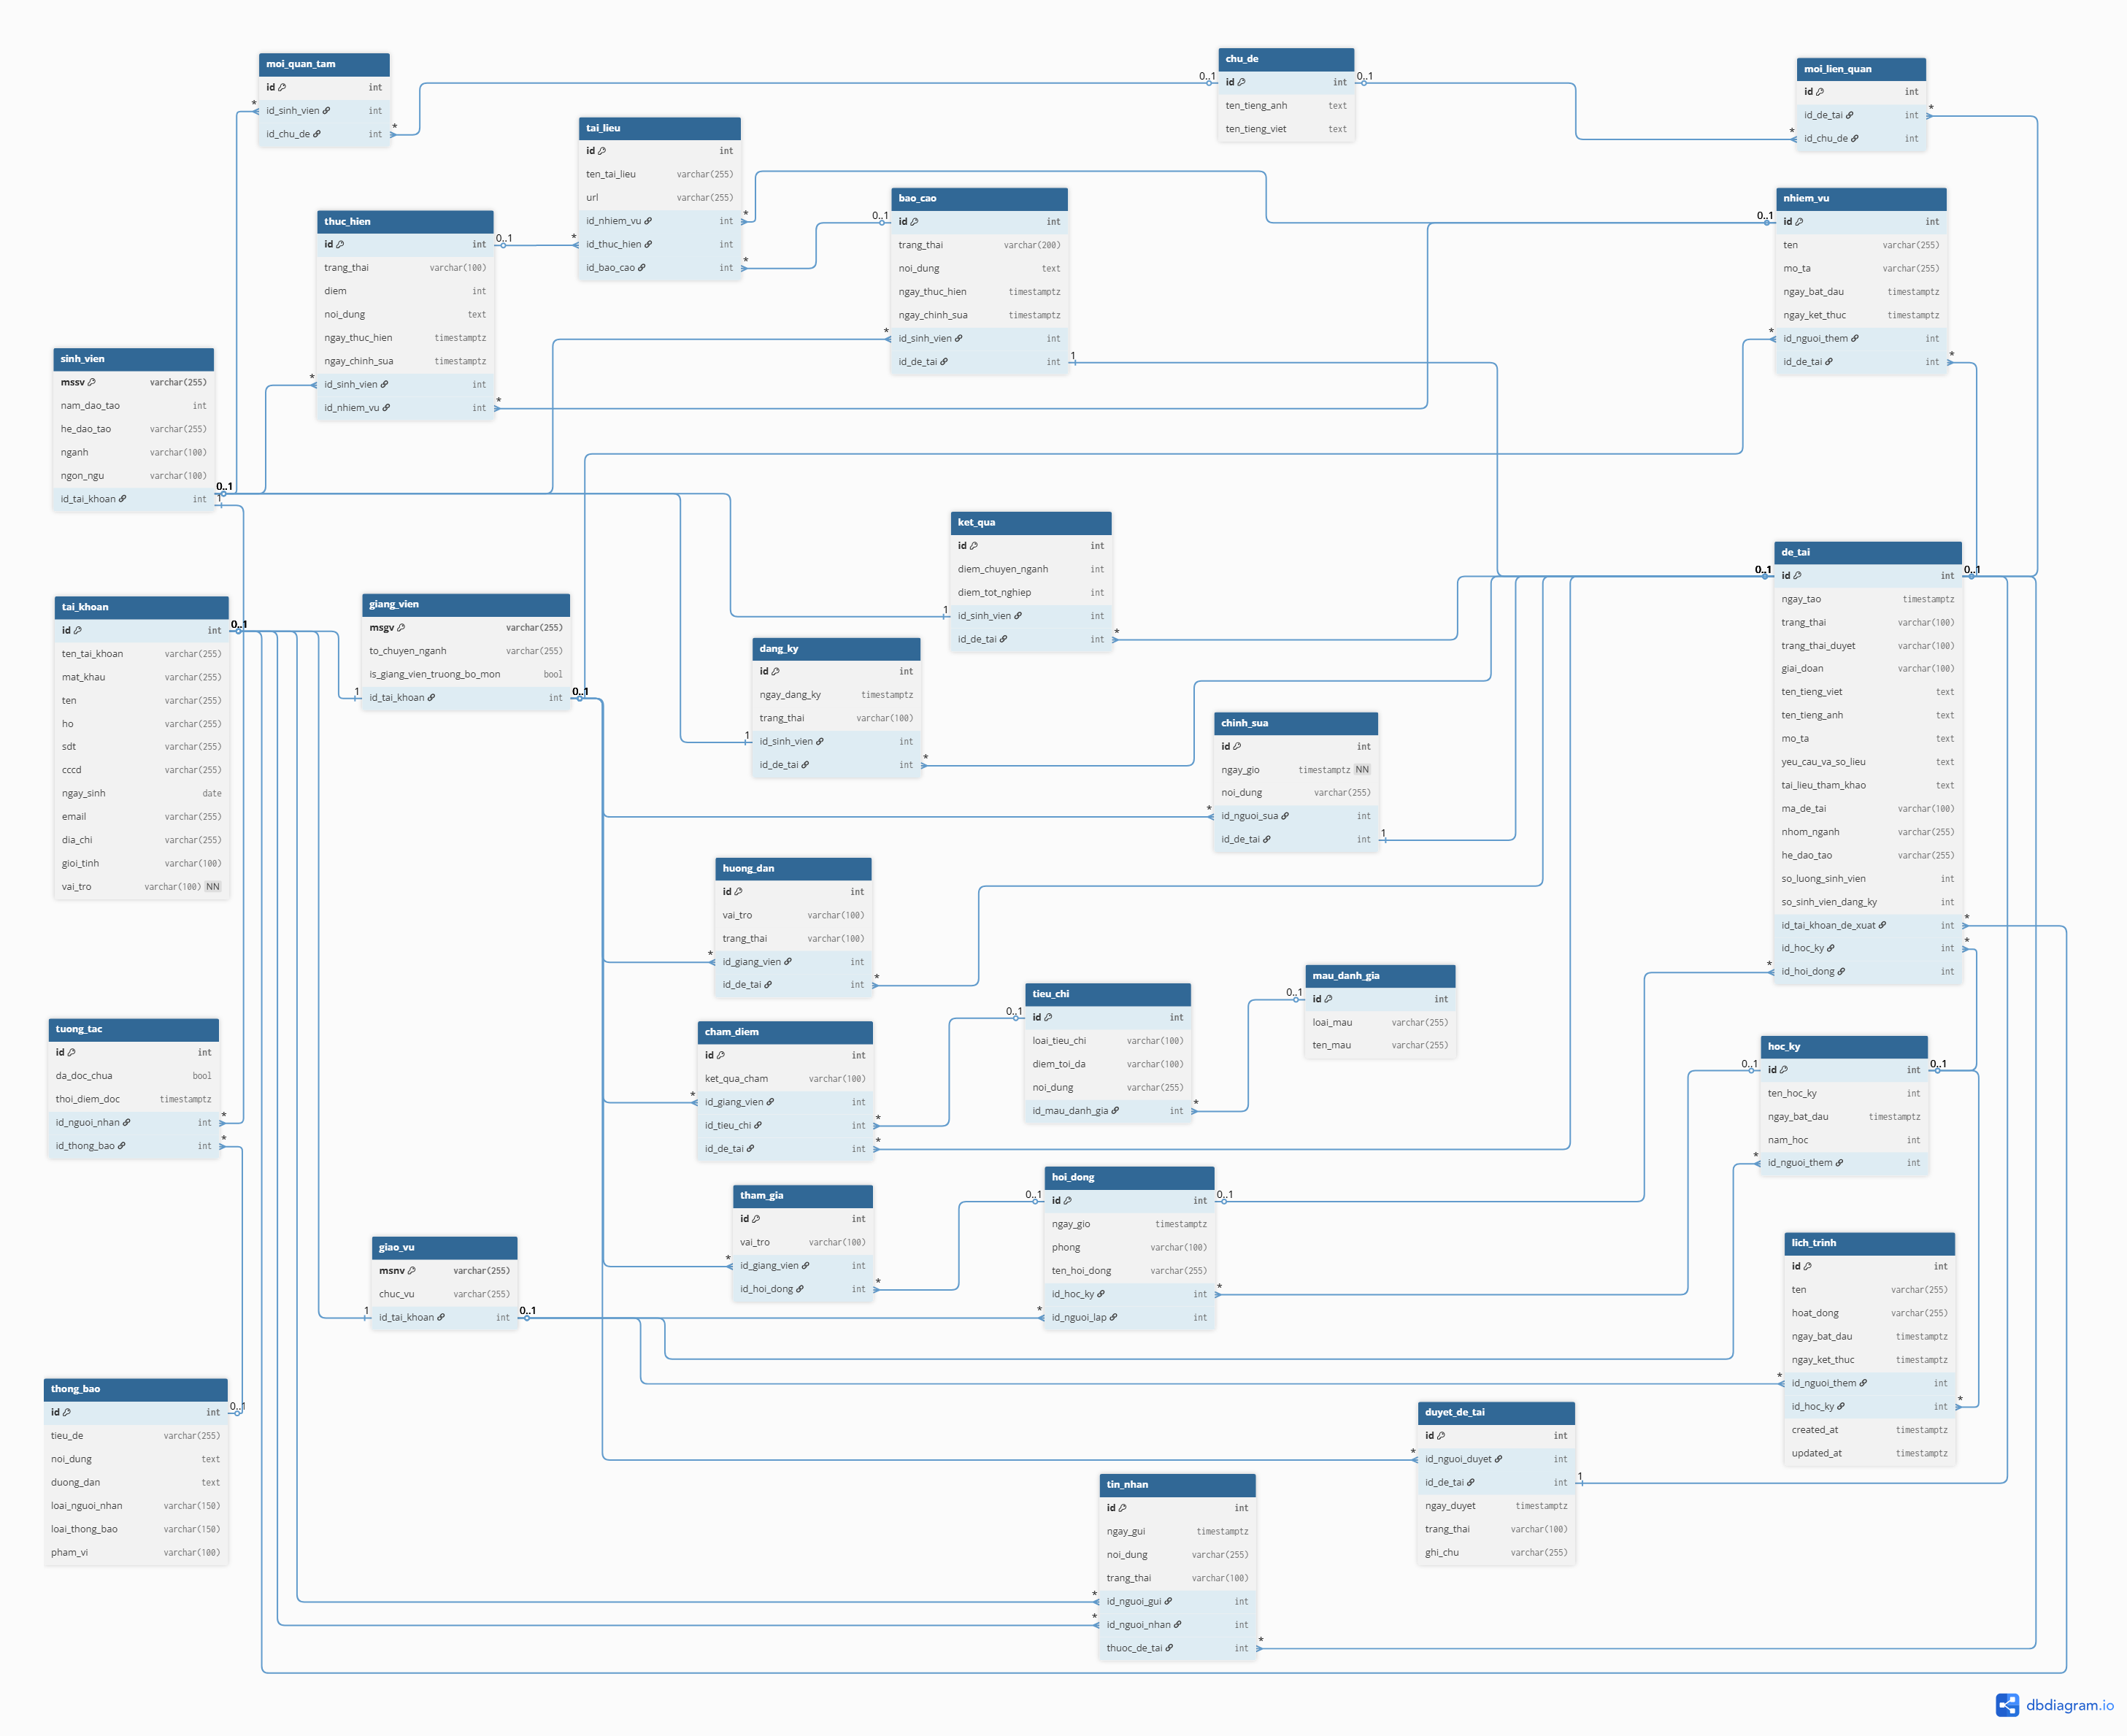 moi_quan_tam
id int
id_sinh_vien int
id_chu_de int
chu_de
id int
ten_tieng_anh text
ten_tieng_viet text
moi_lien_quan
id int
id_de_tai int
id_chu_de int
tai_lieu
id int
ten_tai_lieu varchar(255)
url varchar(255)
id_nhiem_vu int
id_thuc_hien int
id_bao_cao int
bao_cao
id int
trang_thai varchar(200)
noi_dung text
ngay_thuc_hien timestamptz
ngay_chinh_sua timestamptz
id_sinh_vien int
id_de_tai int
nhiem_vu
id int
ten varchar(255)
mo_ta varchar(255)
ngay_bat_dau timestamptz
ngay_ket_thuc timestamptz
id_nguoi_them int
id_de_tai int
thuc_hien
id int
trang_thai varchar(100)
diem int
noi_dung text
ngay_thuc_hien timestamptz
ngay_chinh_sua timestamptz
id_sinh_vien int
id_nhiem_vu int
sinh_vien
mssv varchar(255)
nam_dao_tao int
he_dao_tao varchar(255)
nganh varchar(100)
ngon_ngu varchar(100)
id_tai_khoan int
ket_qua
id int
diem_chuyen_nganh int
diem_tot_nghiep int
id_sinh_vien int
id_de_tai int
de_tai
id int
ngay_tao timestamptz
trang_thai varchar(100)
trang_thai_duyet varchar(100)
giai_doan varchar(100)
ten_tieng_viet text
ten_tieng_anh text
mo_ta text
yeu_cau_va_so_lieu text
tai_lieu_tham_khao text
ma_de_tai varchar(100)
nhom_nganh varchar(255)
he_dao_tao varchar(255)
so_luong_sinh_vien int
so_sinh_vien_dang_ky int
id_tai_khoan_de_xuat int
id_hoc_ky int
id_hoi_dong int
tai_khoan
id int
ten_tai_khoan varchar(255)
mat_khau varchar(255)
ten varchar(255)
ho varchar(255)
sdt varchar(255)
cccd varchar(255)
ngay_sinh date
email varchar(255)
dia_chi varchar(255)
gioi_tinh varchar(100)
vai_tro varchar(100) NN
giang_vien
msgv varchar(255)
to_chuyen_nganh varchar(255)
is_giang_vien_truong_bo_mon bool
id_tai_khoan int
dang_ky
id int
ngay_dang_ky timestamptz
trang_thai varchar(100)
id_sinh_vien int
id_de_tai int
chinh_sua
id int
ngay_gio timestamptz NN
noi_dung varchar(255)
id_nguoi_sua int
id_de_tai int
huong_dan
id int
vai_tro varchar(100)
trang_thai varchar(100)
id_giang_vien int
id_de_tai int
mau_danh_gia
id int
loai_mau varchar(255)
ten_mau varchar(255)
tieu_chi
id int
loai_tieu_chi varchar(100)
diem_toi_da varchar(100)
noi_dung varchar(255)
id_mau_danh_gia int
cham_diem
id int
ket_qua_cham varchar(100)
id_giang_vien int
id_tieu_chi int
id_de_tai int
tuong_tac
id int
da_doc_chua bool
thoi_diem_doc timestamptz
id_nguoi_nhan int
id_thong_bao int
hoc_ky
id int
ten_hoc_ky int
ngay_bat_dau timestamptz
nam_hoc int
id_nguoi_them int
hoi_dong
id int
ngay_gio timestamptz
phong varchar(100)
ten_hoi_dong varchar(255)
id_hoc_ky int
id_nguoi_lap int
tham_gia
id int
vai_tro varchar(100)
id_giang_vien int
id_hoi_dong int
giao_vu
msnv varchar(255)
chuc_vu varchar(255)
id_tai_khoan int
lich_trinh
id int
ten varchar(255)
hoat_dong varchar(255)
ngay_bat_dau timestamptz
ngay_ket_thuc timestamptz
id_nguoi_them int
id_hoc_ky int
created_at timestamptz
updated_at timestamptz
thong_bao
id int
tieu_de varchar(255)
noi_dung text
duong_dan text
loai_nguoi_nhan varchar(150)
loai_thong_bao varchar(150)
pham_vi varchar(100)
duyet_de_tai
id int
id_nguoi_duyet int
id_de_tai int
ngay_duyet timestamptz
trang_thai varchar(100)
ghi_chu varchar(255)
tin_nhan
id int
ngay_gui timestamptz
noi_dung varchar(255)
trang_thai varchar(100)
id_nguoi_gui int
id_nguoi_nhan int
thuoc_de_tai int
dbdiagram.io